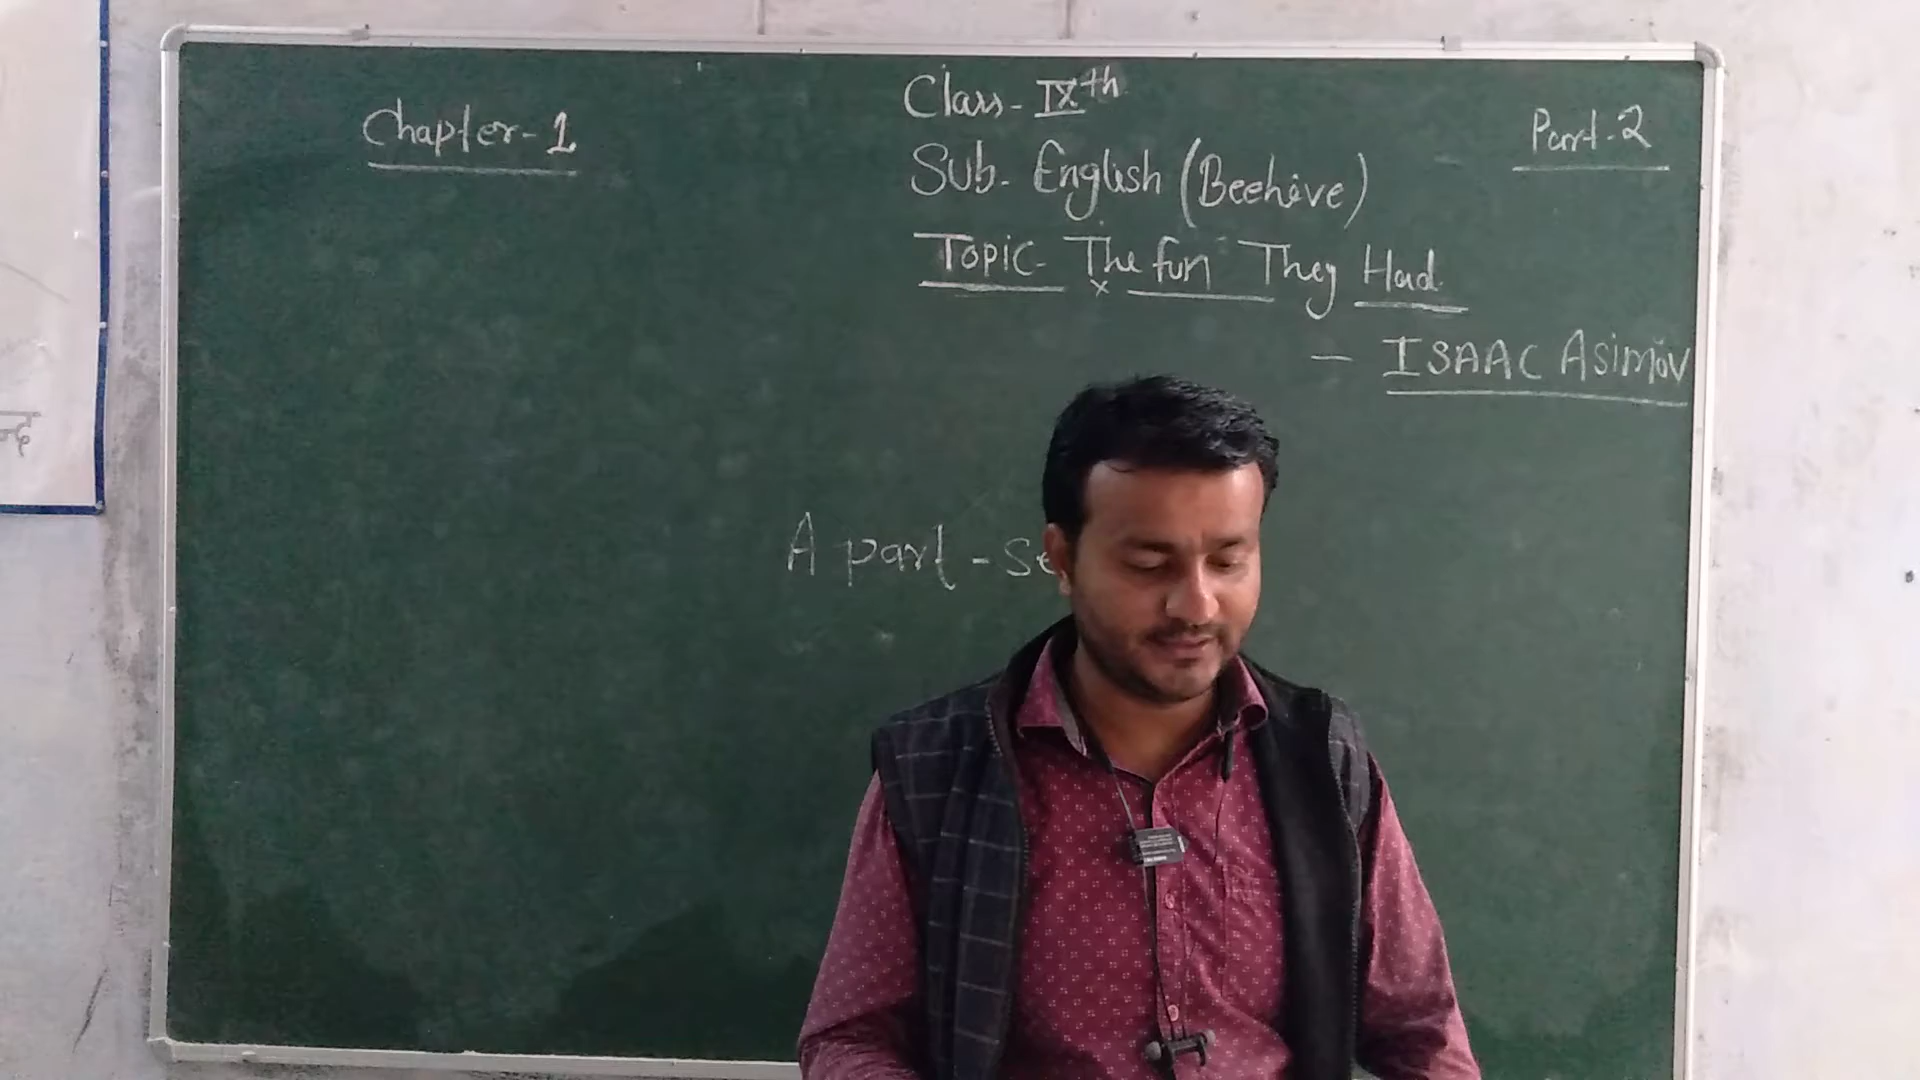 Chapter-1
Class-IXth
Part-2
Sub- English (Beehive)
Topic- The fun They Had
- ISAAC Asimov
A part - se
न्द